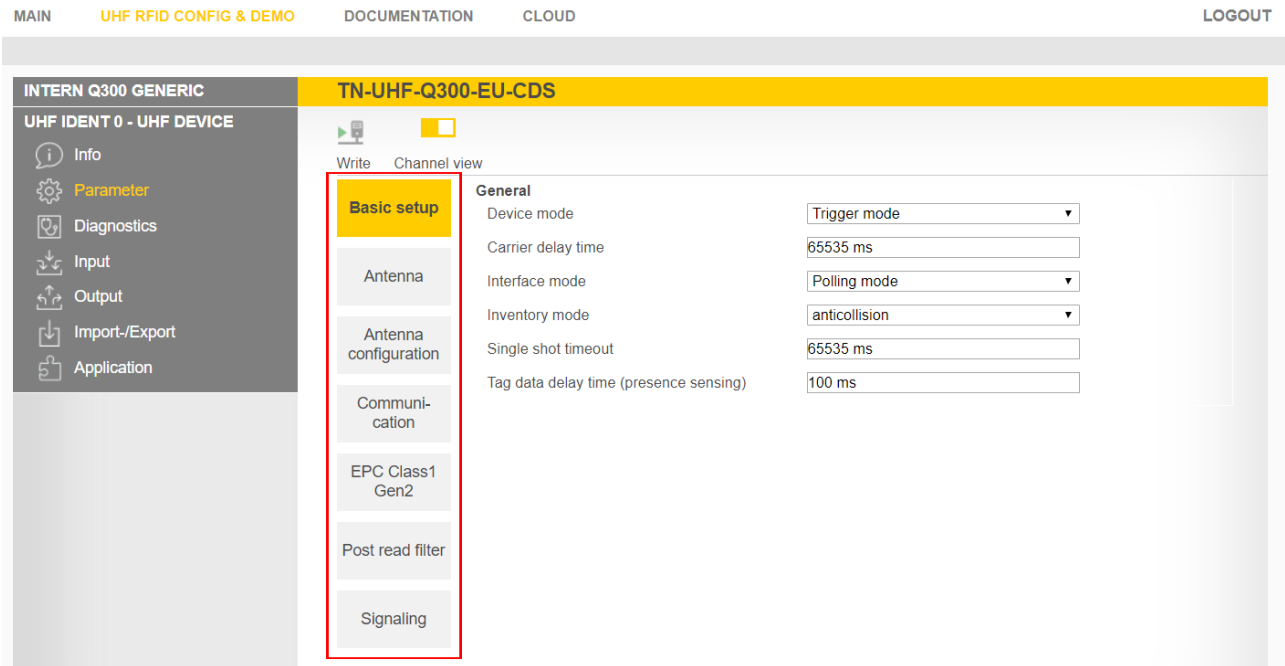 MAIN UHF RFID CONFIG & DEMO DOCUMENTATION CLOUD LOGOUT
INTERN Q300 GENERIC
UHF IDENT 0 - UHF DEVICE
Info
Parameter
Diagnostics
Input
Output
Import-/Export
Application
TN-UHF-Q300-EU-CDS
Write Channel view
Basic setup
Antenna
Antenna
configuration
Communi-
cation
EPC Class1
Gen2
Post read filter
Signaling
General
Device mode Trigger mode
Carrier delay time 65535 ms
Interface mode Polling mode
Inventory mode anticollision
Single shot timeout 65535 ms
Tag data delay time (presence sensing) 100 ms